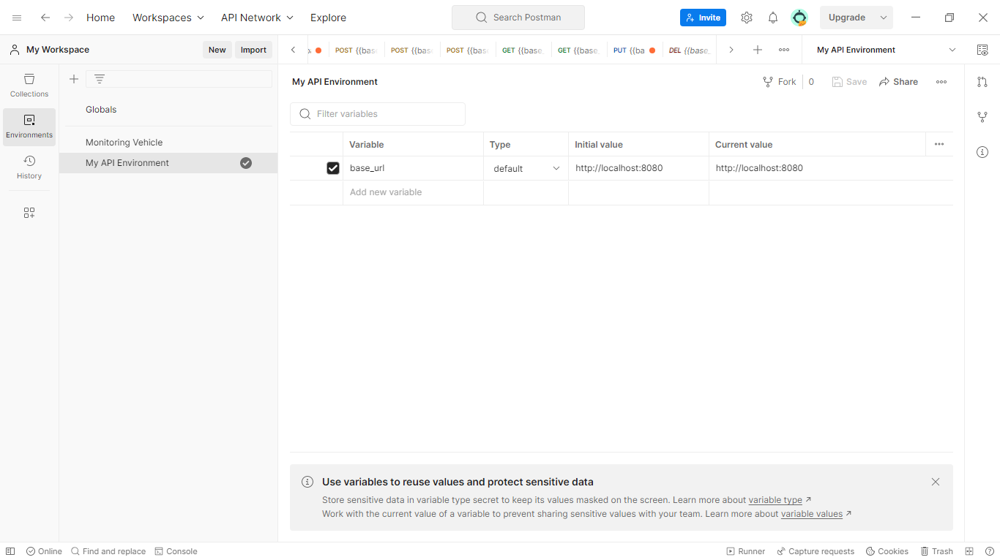 Home Workspaces API Network Explore Search Postman Invite Upgrade
My Workspace New Import POST {{base POST {{base POST {{base GET {{base_ GET {{base_ PUT {{ba DEL {{base_ My API Environment
Collections
Environments
History
Globals
Monitoring Vehicle
My API Environment
My API Environment Fork 0 Save Share
Filter variables
Variable Type Initial value Current value
base_url default http://localhost:8080 http://localhost:8080
Add new variable
Use variables to reuse values and protect sensitive data
Store sensitive data in variable type secret to keep its values masked on the screen. Learn more about variable type ↗
Work with the current value of a variable to prevent sharing sensitive values with your team. Learn more about variable values ↗
Online Find and replace Console Runner Capture requests Cookies Trash